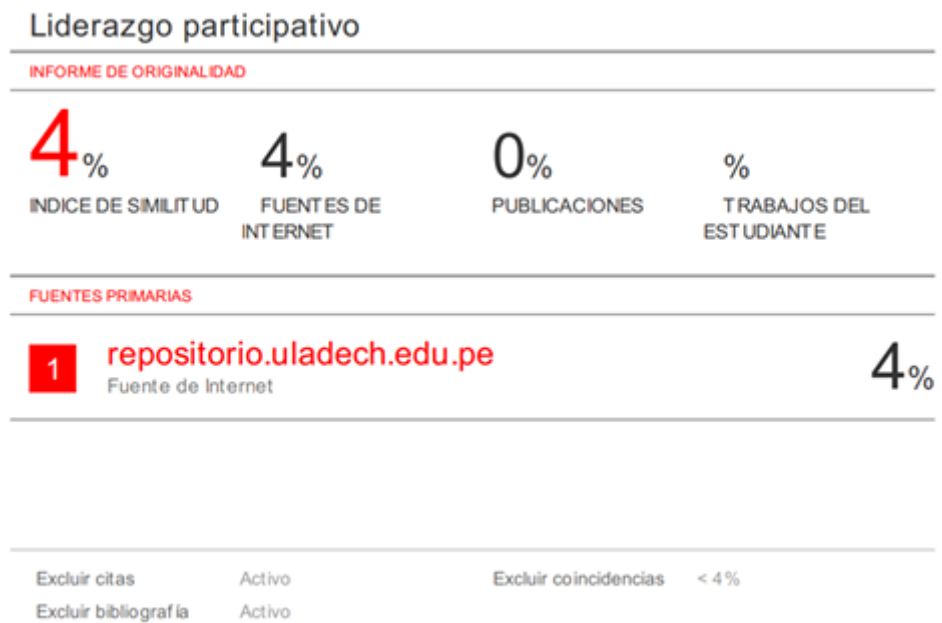 Liderazgo participativo
INFORME DE ORIGINALIDAD
4% 4% 0% %
INDICE DE SIMILITUD FUENTES DE PUBLICACIONES TRABAJOS DEL
INTERNET ESTUDIANTE
FUENTES PRIMARIAS
1 repositorio.uladech.edu.pe 4%
Fuente de Internet
Excluir citas Activo Excluir coincidencias < 4%
Excluir bibliografía Activo